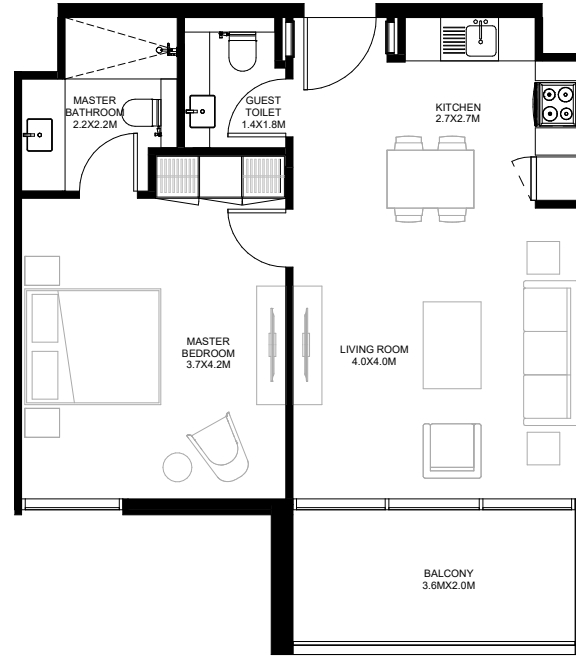 MASTER
BATHROOM
2.2X2.2M
GUEST
TOILET
1.4X1.8M
KITCHEN
2.7X2.7M
MASTER
BEDROOM
3.7X4.2M
LIVING ROOM
4.0X4.0M
BALCONY
3.6MX2.0M